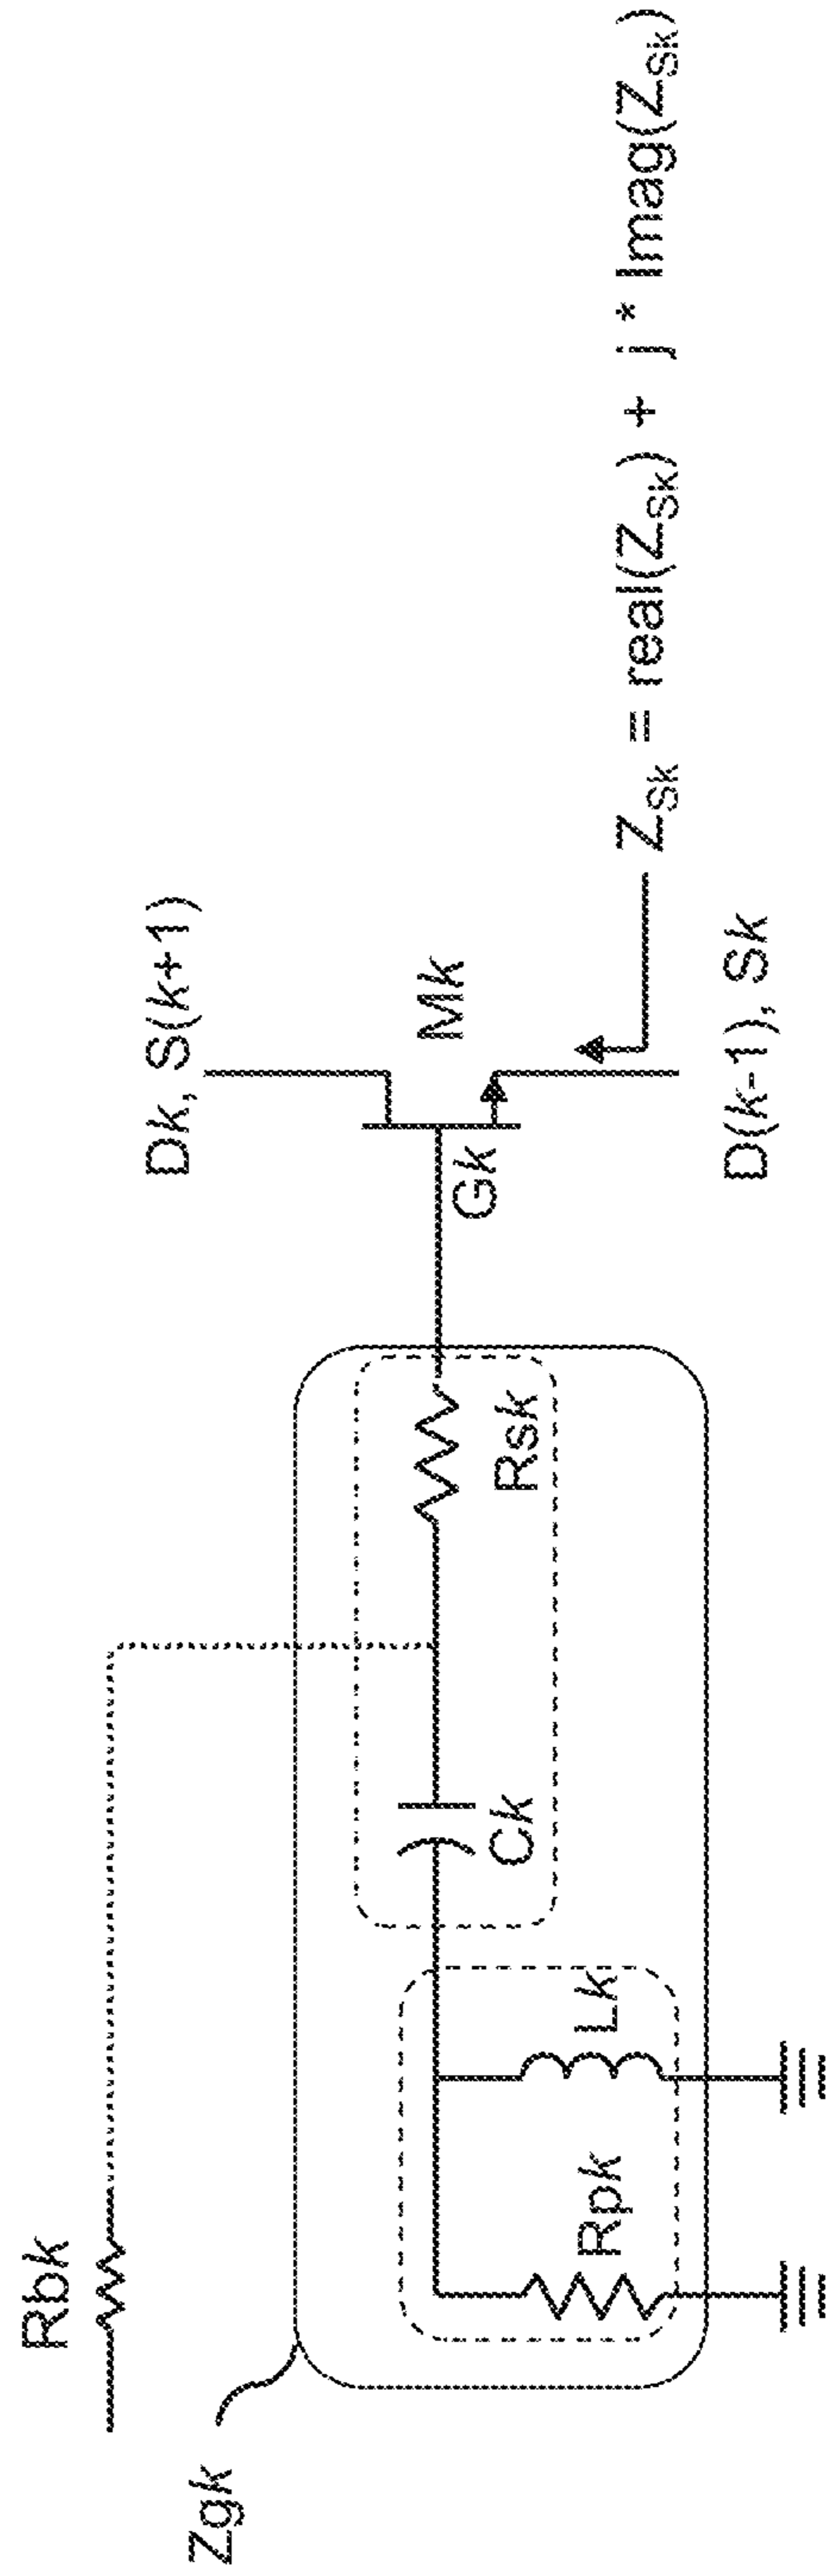 Rbk
Zgk
Dk, S(k+1)
Mk
Gk
Rsk
Ck
Lk
Rpk
D(k-1), Sk
Z_Sk = real(Z_Sk) + j * Imag(Z_Sk)